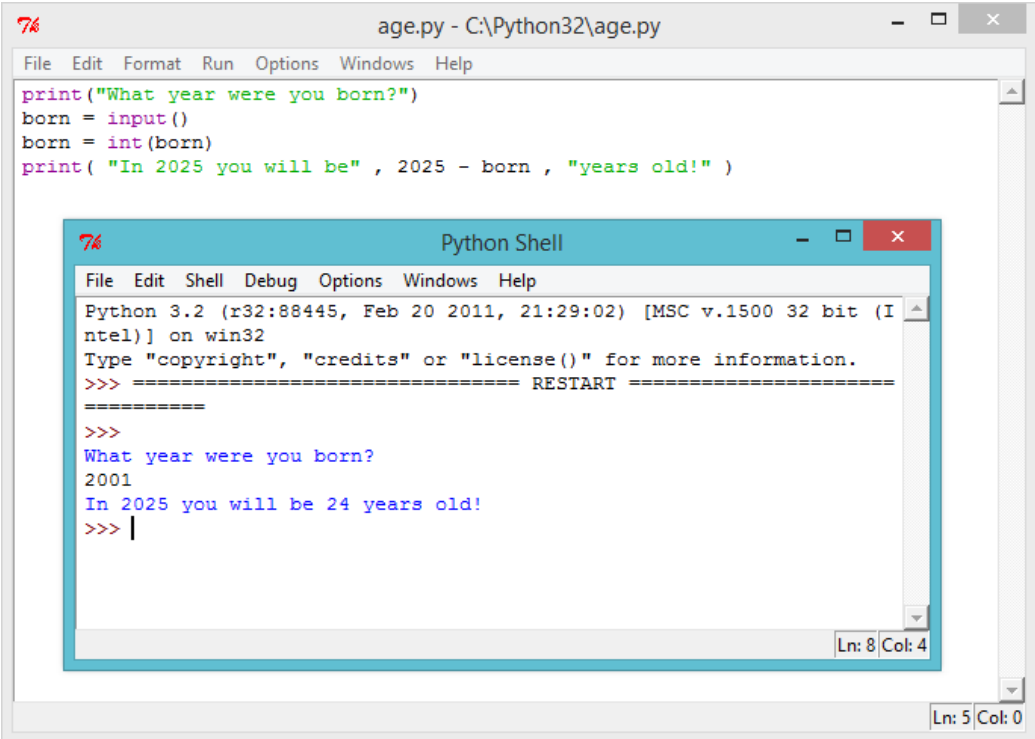 age.py - C:\Python32\age.py
File Edit Format Run Options Windows Help
print("What year were you born?")
born = input()
born = int(born)
print( "In 2025 you will be" , 2025 - born , "years old!" )
Python Shell
File Edit Shell Debug Options Windows Help
Python 3.2 (r32:88445, Feb 20 2011, 21:29:02) [MSC v.1500 32 bit (I
ntel)] on win32
Type "copyright", "credits" or "license()" for more information.
>>> ================================ RESTART ======================
==========
>>>
What year were you born?
2001
In 2025 you will be 24 years old!
>>>
Ln: 8 Col: 4
Ln: 5 Col: 0